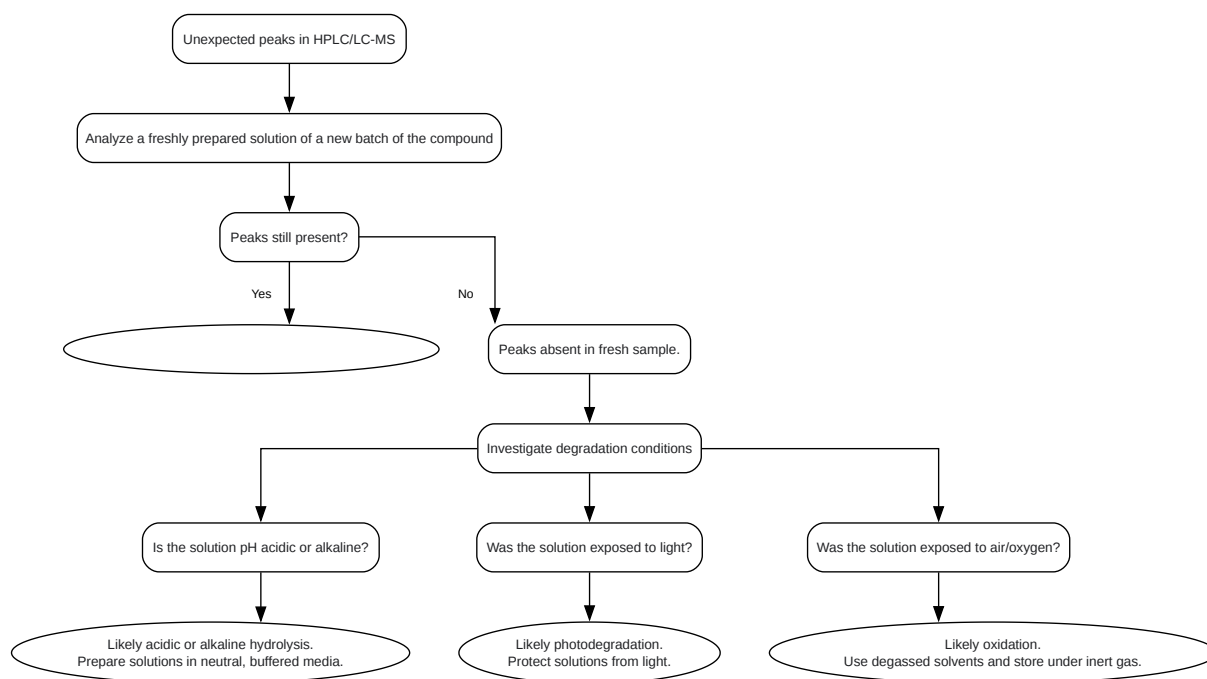 Unexpected peaks in HPLC/LC-MS
Analyze a freshly prepared solution of a new batch of the compound
Peaks still present?
Yes
No
Peaks absent in fresh sample.
Investigate degradation conditions
Is the solution pH acidic or alkaline?
Was the solution exposed to light?
Was the solution exposed to air/oxygen?
Likely acidic or alkaline hydrolysis.
Prepare solutions in neutral, buffered media.
Likely photodegradation.
Protect solutions from light.
Likely oxidation.
Use degassed solvents and store under inert gas.